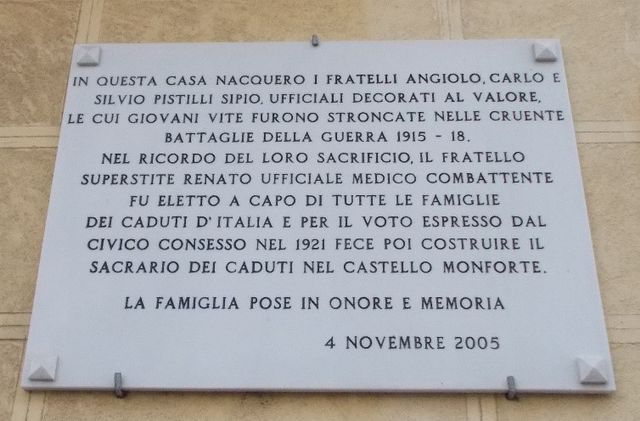 IN QUESTA CASA NACQUERO I FRATELLI ANGIOLO, CARLO E
SILVIO PISTILLI SIPIO, UFFICIALI DECORATI AL VALORE,
LE CUI GIOVANI VITE FURONO STRONCATE NELLE CRUENTE
BATTAGLIE DELLA GUERRA 1915 - 18.
NEL RICORDO DEL LORO SACRIFICIO, IL FRATELLO
SUPERSTITE RENATO UFFICIALE MEDICO COMBATTENTE
FU ELETTO A CAPO DI TUTTE LE FAMIGLIE
DEI CADUTI D'ITALIA E PER IL VOTO ESPRESSO DAL
CIVICO CONSESSO NEL 1921 FECE POI COSTRUIRE IL
SACRARIO DEI CADUTI NEL CASTELLO MONFORTE.
LA FAMIGLIA POSE IN ONORE E MEMORIA
4 NOVEMBRE 2005